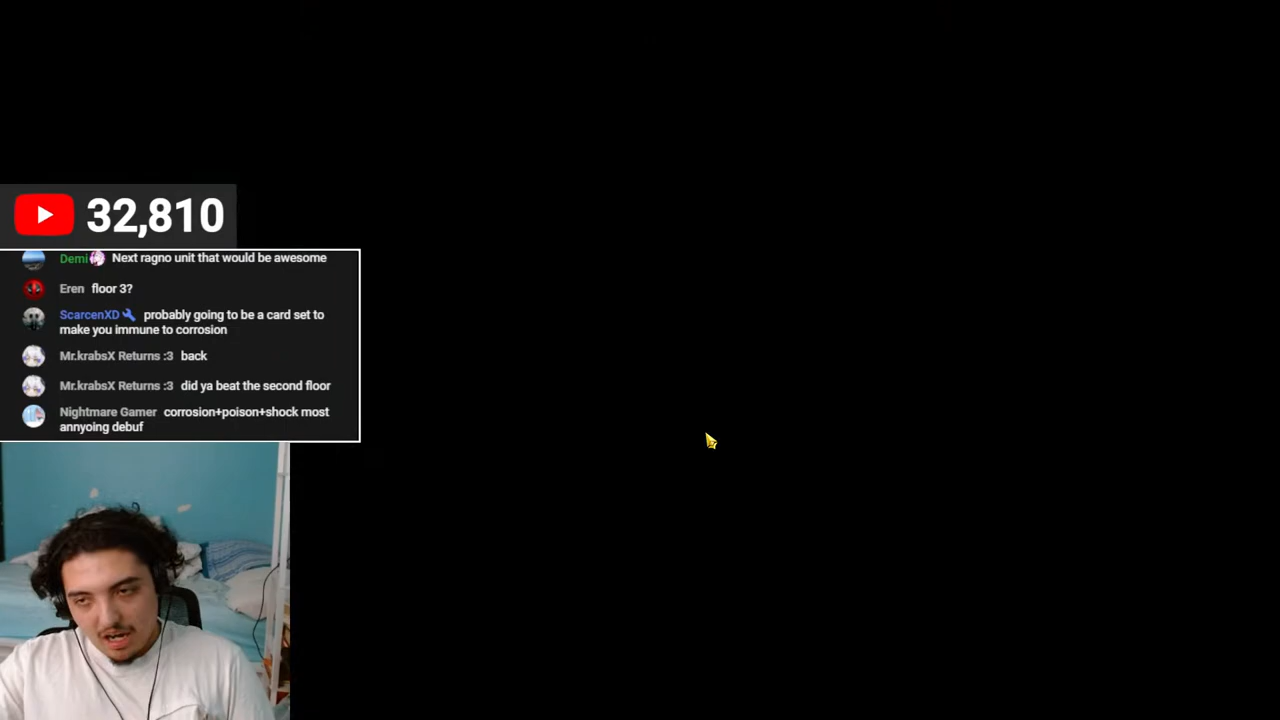 32,810
Demi Next ragno unit that would be awesome
Eren floor 3?
ScarcenXD probably going to be a card set to
make you immune to corrosion
Mr.krabsX Returns :3 back
Mr.krabsX Returns :3 did ya beat the second floor
Nightmare Gamer corrosion+poison+shock most
annyoing debuf